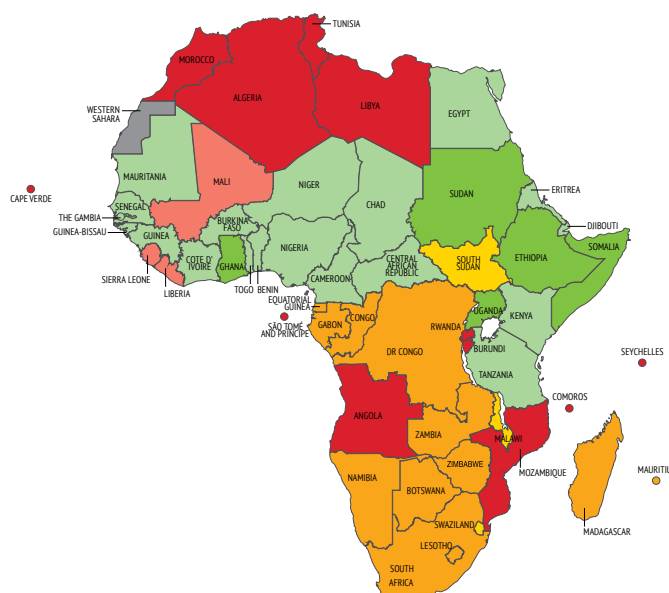 TUNISIA
MOROCCO
ALGERIA
LIBYA
WESTERN
SAHARA
EGYPT
MAURITANIA
MALI
NIGER
CHAD
SUDAN
ERITREA
CAPE VERDE
SENEGAL
THE GAMBIA
GUINEA-BISSAU
GUINEA
BURKINA
FASO
DJIBOUTI
SOMALIA
NIGERIA
COTE D'
IVOIRE
GHANA
CENTRAL
AFRICAN
REPUBLIC
SOUTH
SUDAN
ETHIOPIA
SIERRA LEONE
LIBERIA
TOGO
BENIN
CAMEROON
EQUATORIAL
GUINEA
SÃO TOMÉ
AND PRINCIPE
GABON
CONGO
UGANDA
KENYA
RWANDA
DR CONGO
BURUNDI
TANZANIA
SEYCHELLES
COMOROS
ANGOLA
ZAMBIA
MALAWI
MOZAMBIQUE
ZIMBABWE
NAMIBIA
BOTSWANA
MAURITIU
MADAGASCAR
SWAZILAND
LESOTHO
SOUTH
AFRICA